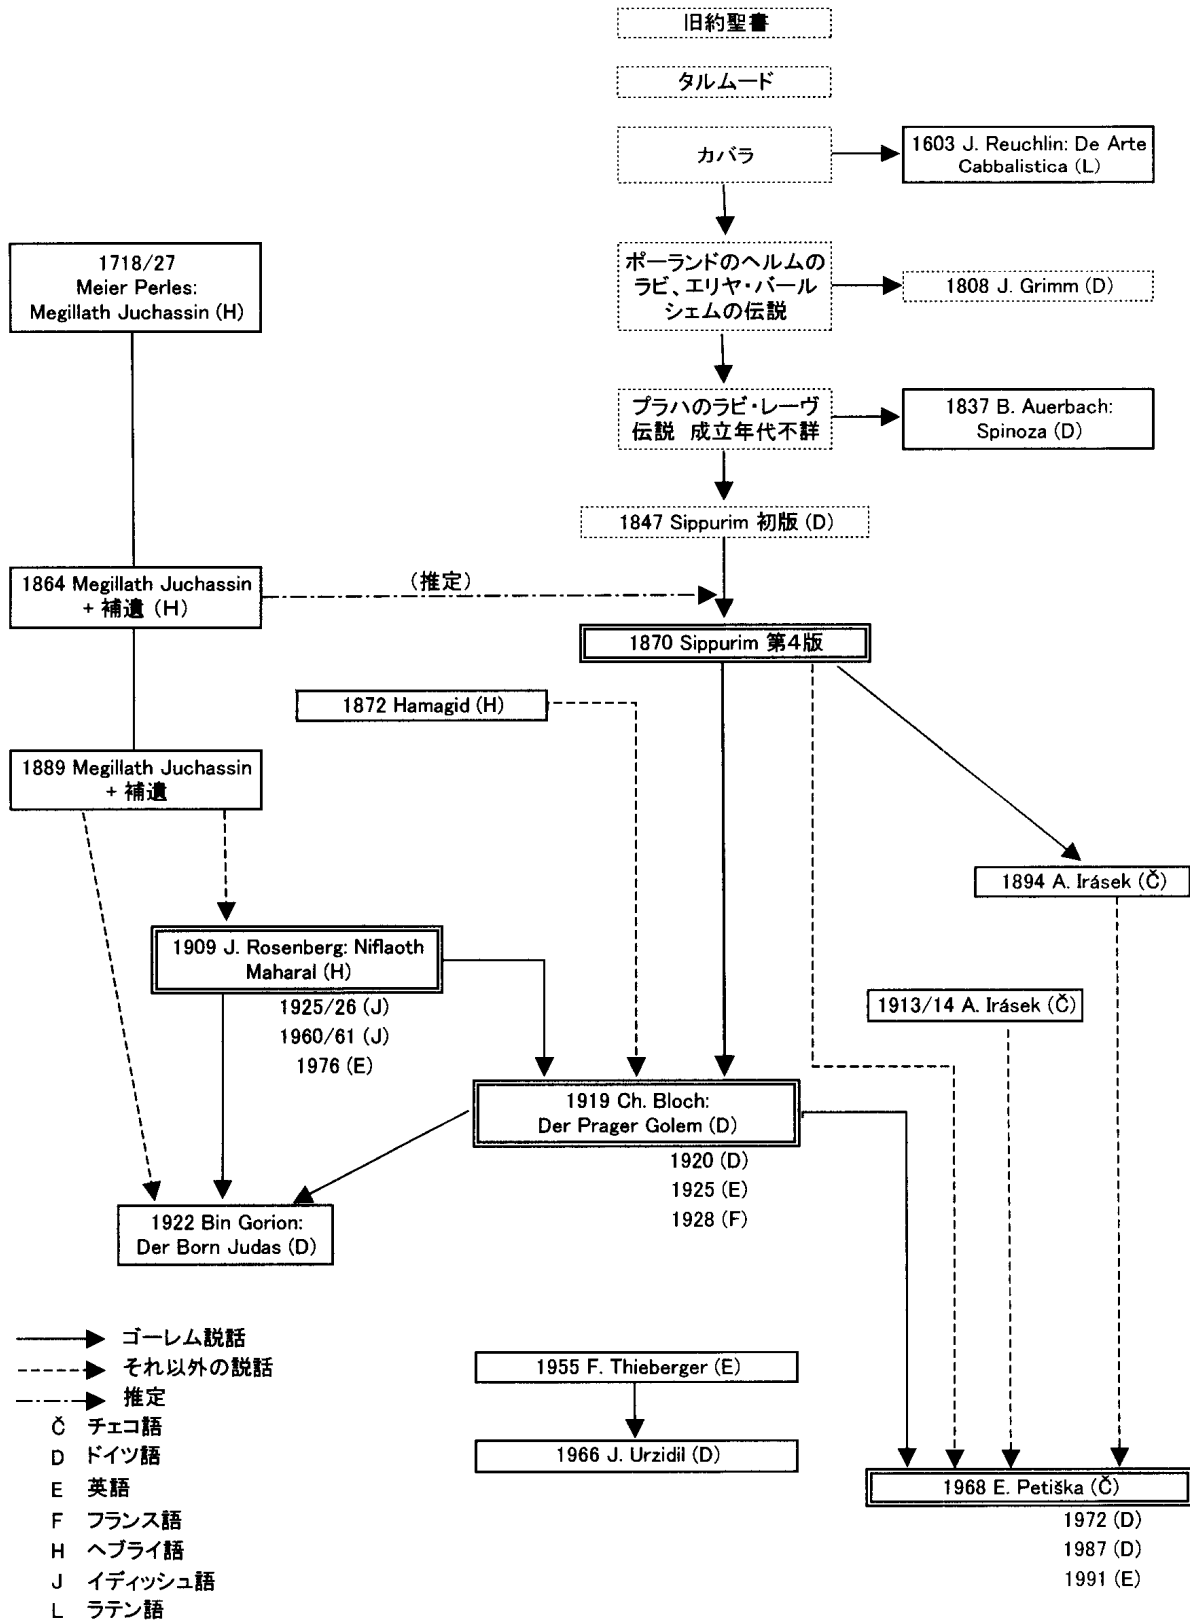 旧約聖書
タルムード
カバラ
1603 J. Reuchlin: De Arte
Cabbalistica (L)
1718/27
Meier Perles:
Megillath Juchassin (H)
ポーランドのヘルムの
ラビ、エリヤ・バール
シェムの伝説
1808 J. Grimm (D)
プラハのラビ・レーヴ
伝説 成立年代不詳
1837 B. Auerbach:
Spinoza (D)
1847 Sippurim 初版 (D)
1864 Megillath Juchassin
+ 補遺 (H)
(推定)
1870 Sippurim 第4版
1872 Hamagid (H)
1889 Megillath Juchassin
+ 補遺
1894 A. Irásek (Č)
1909 J. Rosenberg: Niflaoth
Maharal (H)
1925/26 (J)
1960/61 (J)
1976 (E)
1913/14 A. Irásek (Č)
1919 Ch. Bloch:
Der Prager Golem (D)
1920 (D)
1925 (E)
1928 (F)
1922 Bin Gorion:
Der Born Judas (D)
ゴーレム説話
それ以外の説話
推定
Č チェコ語
D ドイツ語
E 英語
F フランス語
H ヘブライ語
J イディッシュ語
L ラテン語
1955 F. Thieberger (E)
1966 J. Urzidil (D)
1968 E. Petiška (Č)
1972 (D)
1987 (D)
1991 (E)